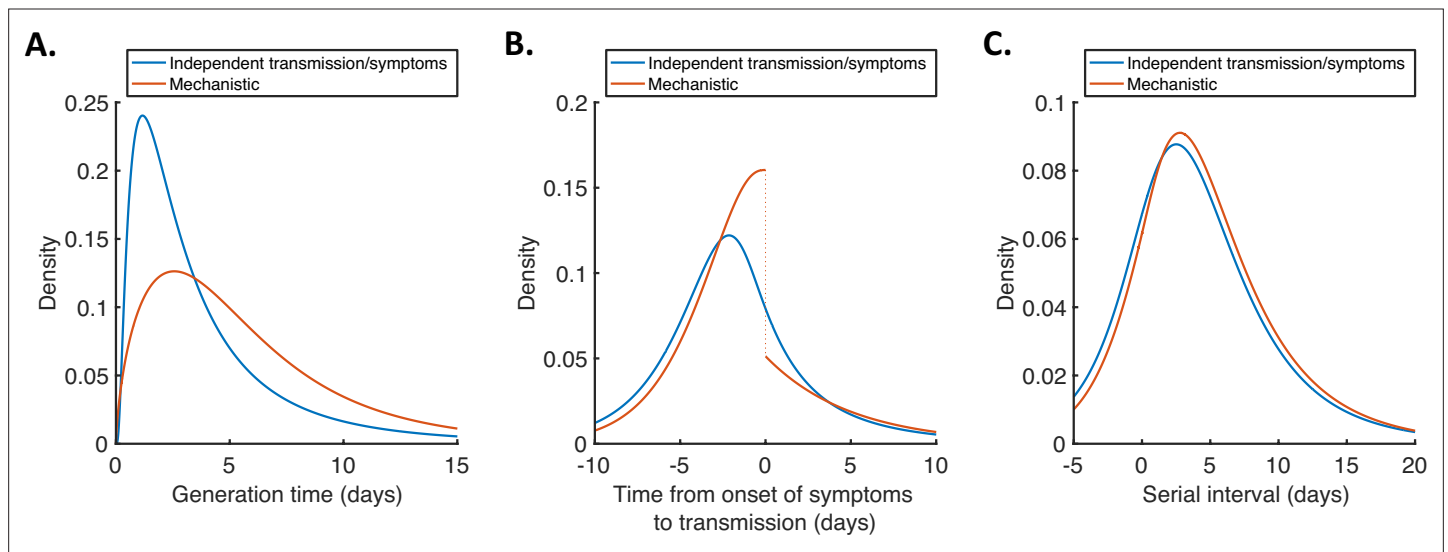 A.
Independent transmission/symptoms
Mechanistic
0.25
0.2
0.15
0.1
0.05
0
Density
0
5
10
15
Generation time (days)
B.
Independent transmission/symptoms
Mechanistic
0.2
0.15
0.1
0.05
0
Density
-10
-5
0
5
10
Time from onset of symptoms
to transmission (days)
C.
Independent transmission/symptoms
Mechanistic
0.1
0.08
0.06
0.04
0.02
0
Density
-5
0
5
10
15
20
Serial interval (days)